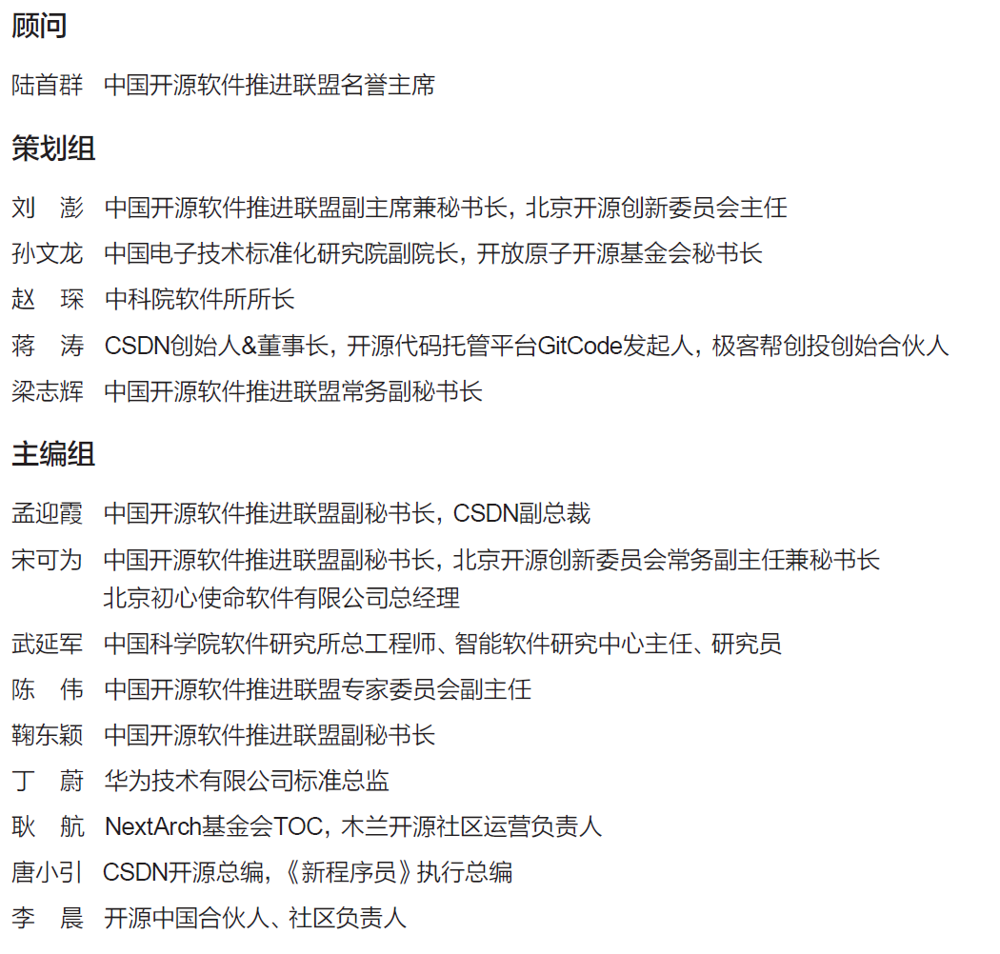 顾问
陆首群 中国开源软件推进联盟名誉主席
策划组
刘 澎 中国开源软件推进联盟副主席兼秘书长，北京开源创新委员会主任
孙文龙 中国电子技术标准化研究院副院长，开放原子开源基金会秘书长
赵 琛 中科院软件所所长
蒋 涛 CSDN创始人&董事长，开源代码托管平台GitCode发起人，极客帮创投创始合伙人
梁志辉 中国开源软件推进联盟常务副秘书长
主编组
孟迎霞 中国开源软件推进联盟副秘书长，CSDN副总裁
宋可为 中国开源软件推进联盟副秘书长，北京开源创新委员会常务副主任兼秘书长
北京初心使命软件有限公司总经理
武延军 中国科学院软件研究所总工程师、智能软件研究中心主任、研究员
陈 伟 中国开源软件推进联盟专家委员会副主任
鞠东颖 中国开源软件推进联盟副秘书长
丁 蔚 华为技术有限公司标准总监
耿 航 NextArch基金会TOC，木兰开源社区运营负责人
唐小引 CSDN开源总编，《新程序员》执行总编
李 晨 开源中国合伙人、社区负责人